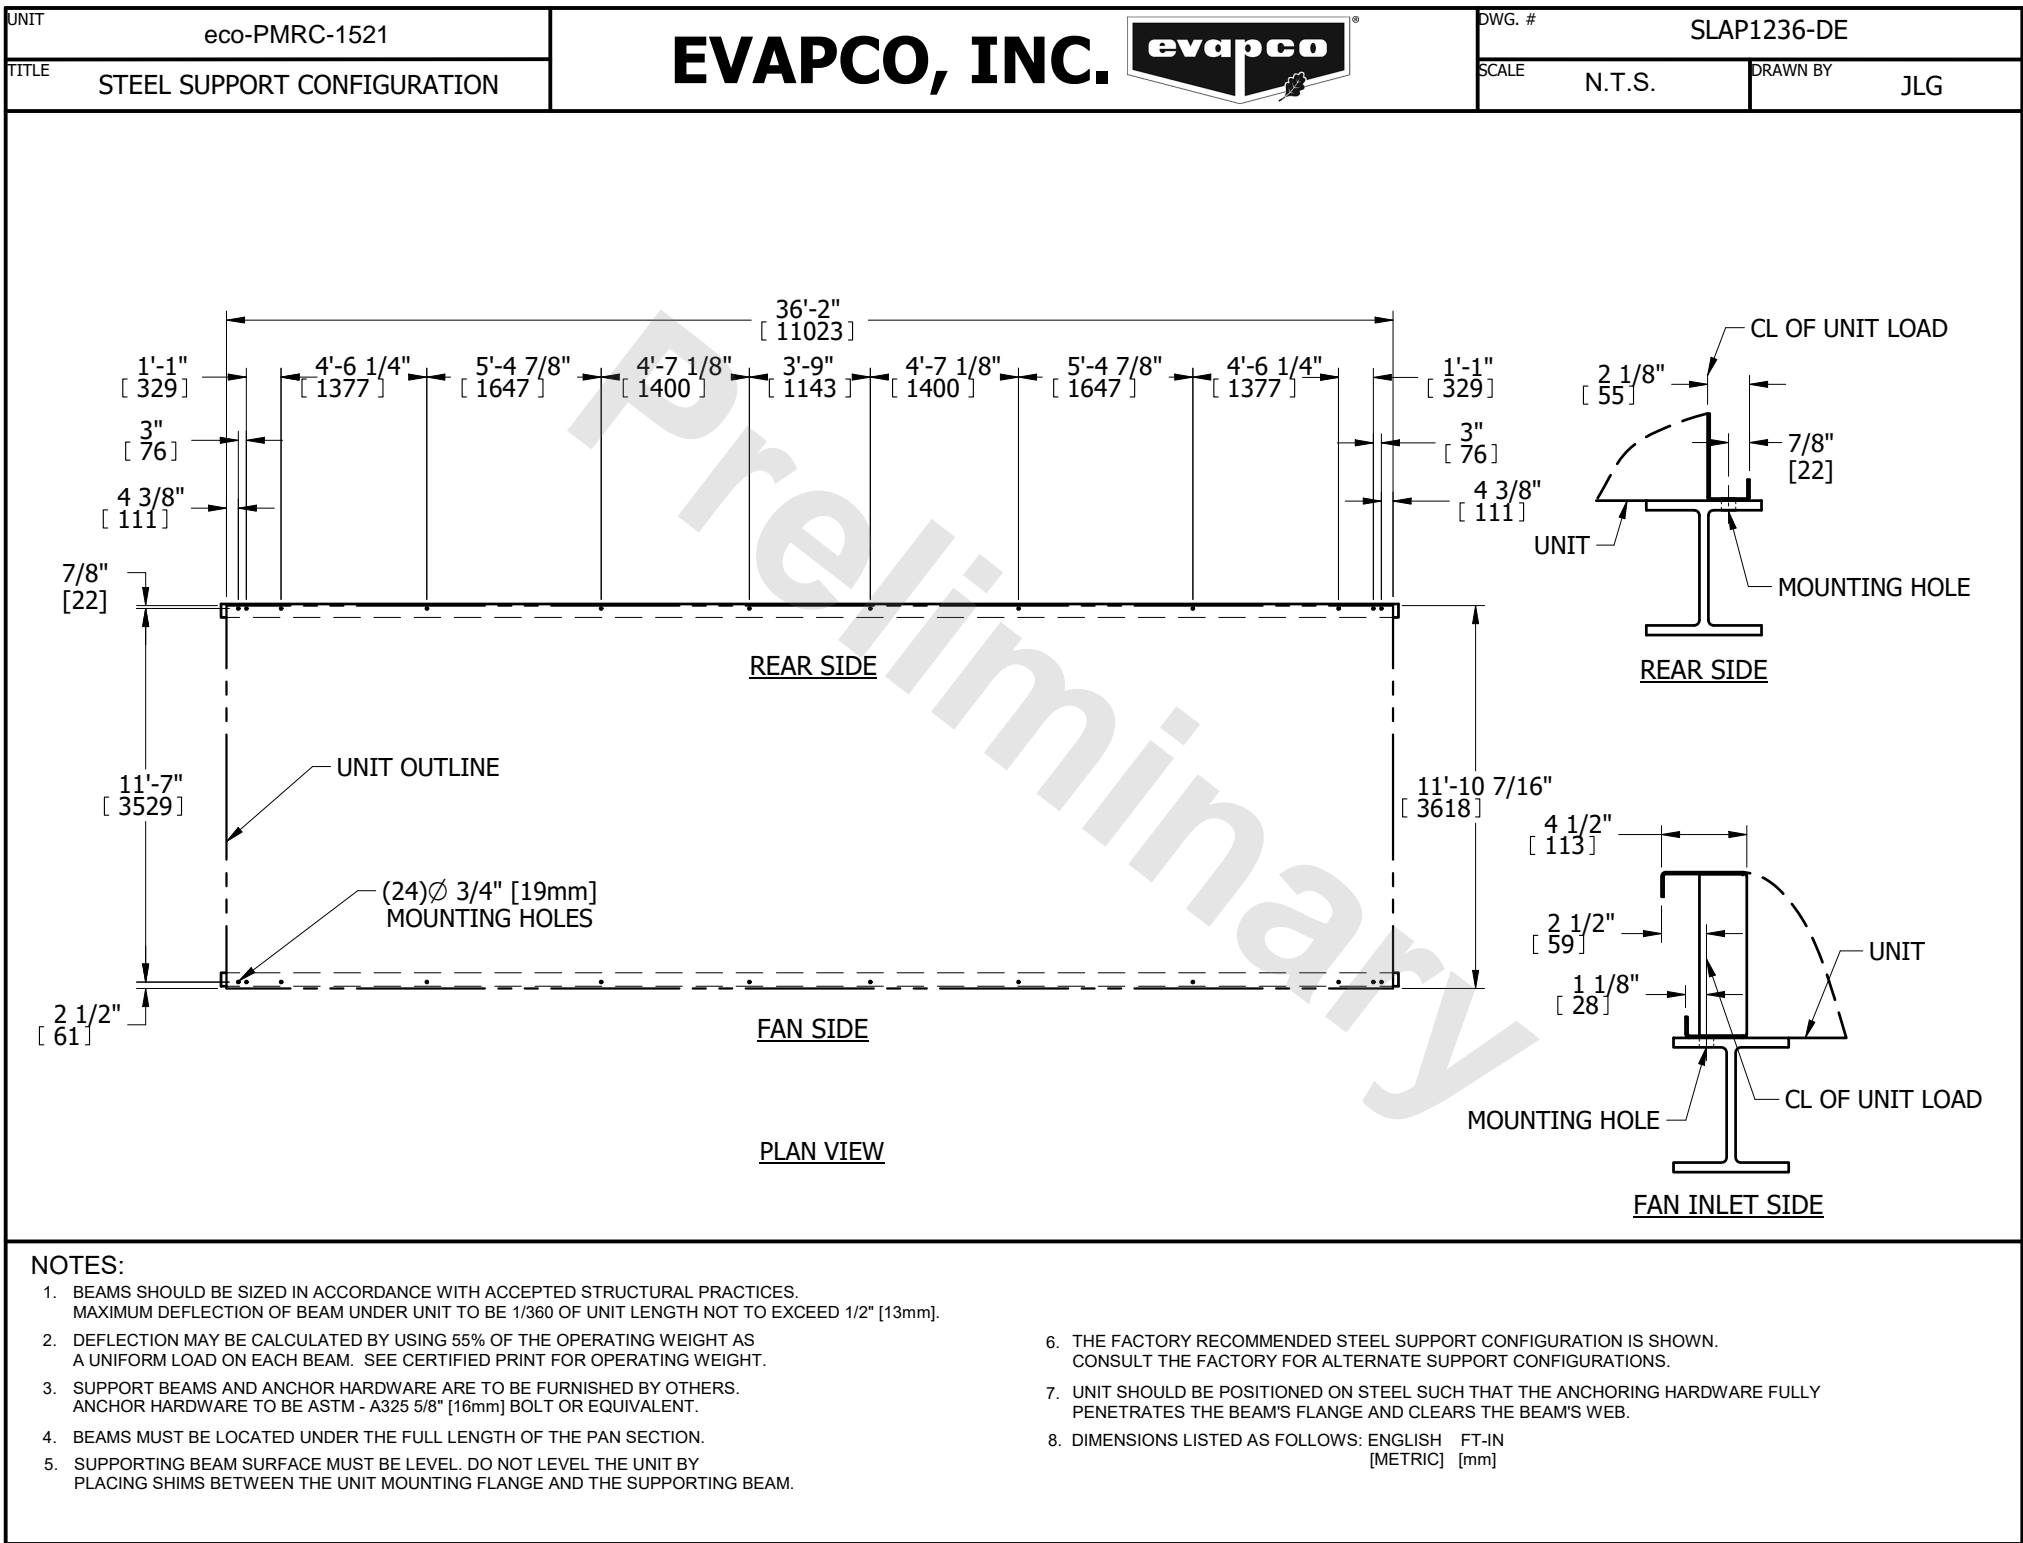 UNIT
eco-PMRC-1521
TITLE
STEEL SUPPORT CONFIGURATION
EVAPCO, INC.
evapco
®
DWG. #
SLAP1236-DE
SCALE
N.T.S.
DRAWN BY
JLG
36'-2"
[ 11023 ]
1'-1"
[ 329 ]
4'-6 1/4"
[ 1377 ]
5'-4 7/8"
[ 1647 ]
4'-7 1/8"
[ 1400 ]
3'-9"
[ 1143 ]
4'-7 1/8"
[ 1400 ]
5'-4 7/8"
[ 1647 ]
4'-6 1/4"
[ 1377 ]
1'-1"
[ 329 ]
3"
[ 76 ]
3"
[ 76 ]
4 3/8"
[ 111 ]
4 3/8"
[ 111 ]
7/8"
[22]
REAR SIDE
11'-7"
[ 3529 ]
UNIT OUTLINE
11'-10 7/16"
[ 3618 ]
(24)Ø 3/4" [19mm]
MOUNTING HOLES
2 1/2"
[ 61 ]
FAN SIDE
PLAN VIEW
Preliminary
CL OF UNIT LOAD
2 1/8"
[ 55 ]
7/8"
[22]
UNIT
MOUNTING HOLE
REAR SIDE
4 1/2"
[ 113 ]
2 1/2"
[ 59 ]
UNIT
1 1/8"
[ 28 ]
CL OF UNIT LOAD
MOUNTING HOLE
FAN INLET SIDE
NOTES:
1. BEAMS SHOULD BE SIZED IN ACCORDANCE WITH ACCEPTED STRUCTURAL PRACTICES.
MAXIMUM DEFLECTION OF BEAM UNDER UNIT TO BE 1/360 OF UNIT LENGTH NOT TO EXCEED 1/2" [13mm].
2. DEFLECTION MAY BE CALCULATED BY USING 55% OF THE OPERATING WEIGHT AS
A UNIFORM LOAD ON EACH BEAM. SEE CERTIFIED PRINT FOR OPERATING WEIGHT.
3. SUPPORT BEAMS AND ANCHOR HARDWARE ARE TO BE FURNISHED BY OTHERS.
ANCHOR HARDWARE TO BE ASTM - A325 5/8" [16mm] BOLT OR EQUIVALENT.
4. BEAMS MUST BE LOCATED UNDER THE FULL LENGTH OF THE PAN SECTION.
5. SUPPORTING BEAM SURFACE MUST BE LEVEL. DO NOT LEVEL THE UNIT BY
PLACING SHIMS BETWEEN THE UNIT MOUNTING FLANGE AND THE SUPPORTING BEAM.
6. THE FACTORY RECOMMENDED STEEL SUPPORT CONFIGURATION IS SHOWN.
CONSULT THE FACTORY FOR ALTERNATE SUPPORT CONFIGURATIONS.
7. UNIT SHOULD BE POSITIONED ON STEEL SUCH THAT THE ANCHORING HARDWARE FULLY
PENETRATES THE BEAM'S FLANGE AND CLEARS THE BEAM'S WEB.
8. DIMENSIONS LISTED AS FOLLOWS: ENGLISH FT-IN
[METRIC] [mm]